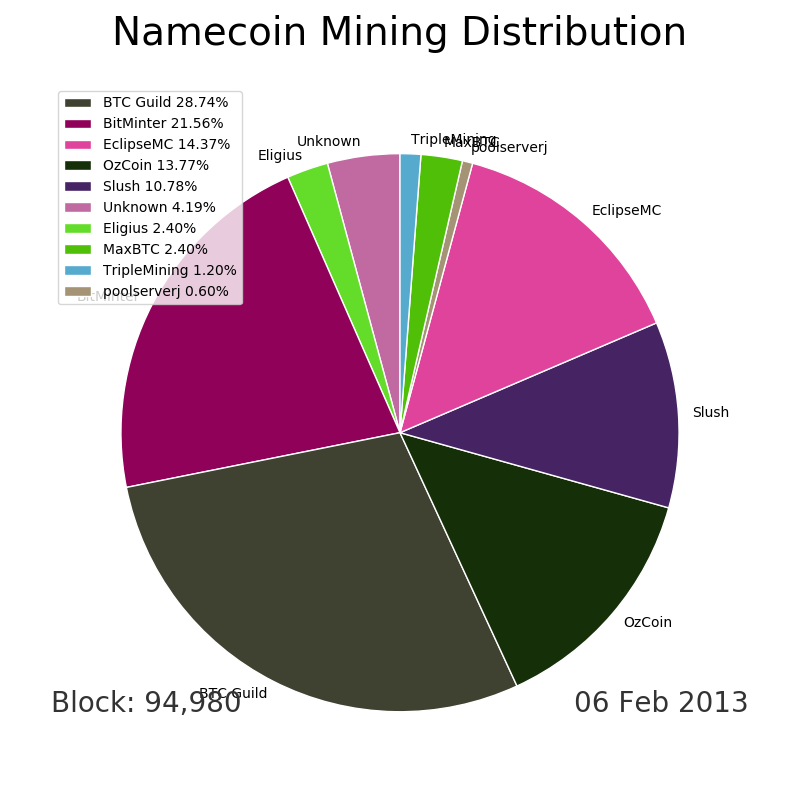 Namecoin Mining Distribution
BTC Guild 28.74%
BitMinter 21.56%
EclipseMC 14.37%
OzCoin 13.77%
Slush 10.78%
Unknown 4.19%
Eligius 2.40%
MaxBTC 2.40%
TripleMining 1.20%
poolserverj 0.60%
TripleMining
MaxBTC
poolserverj
Unknown
Eligius
EclipseMC
BitMinter
Slush
OzCoin
BTC Guild
Block: 94,980
06 Feb 2013